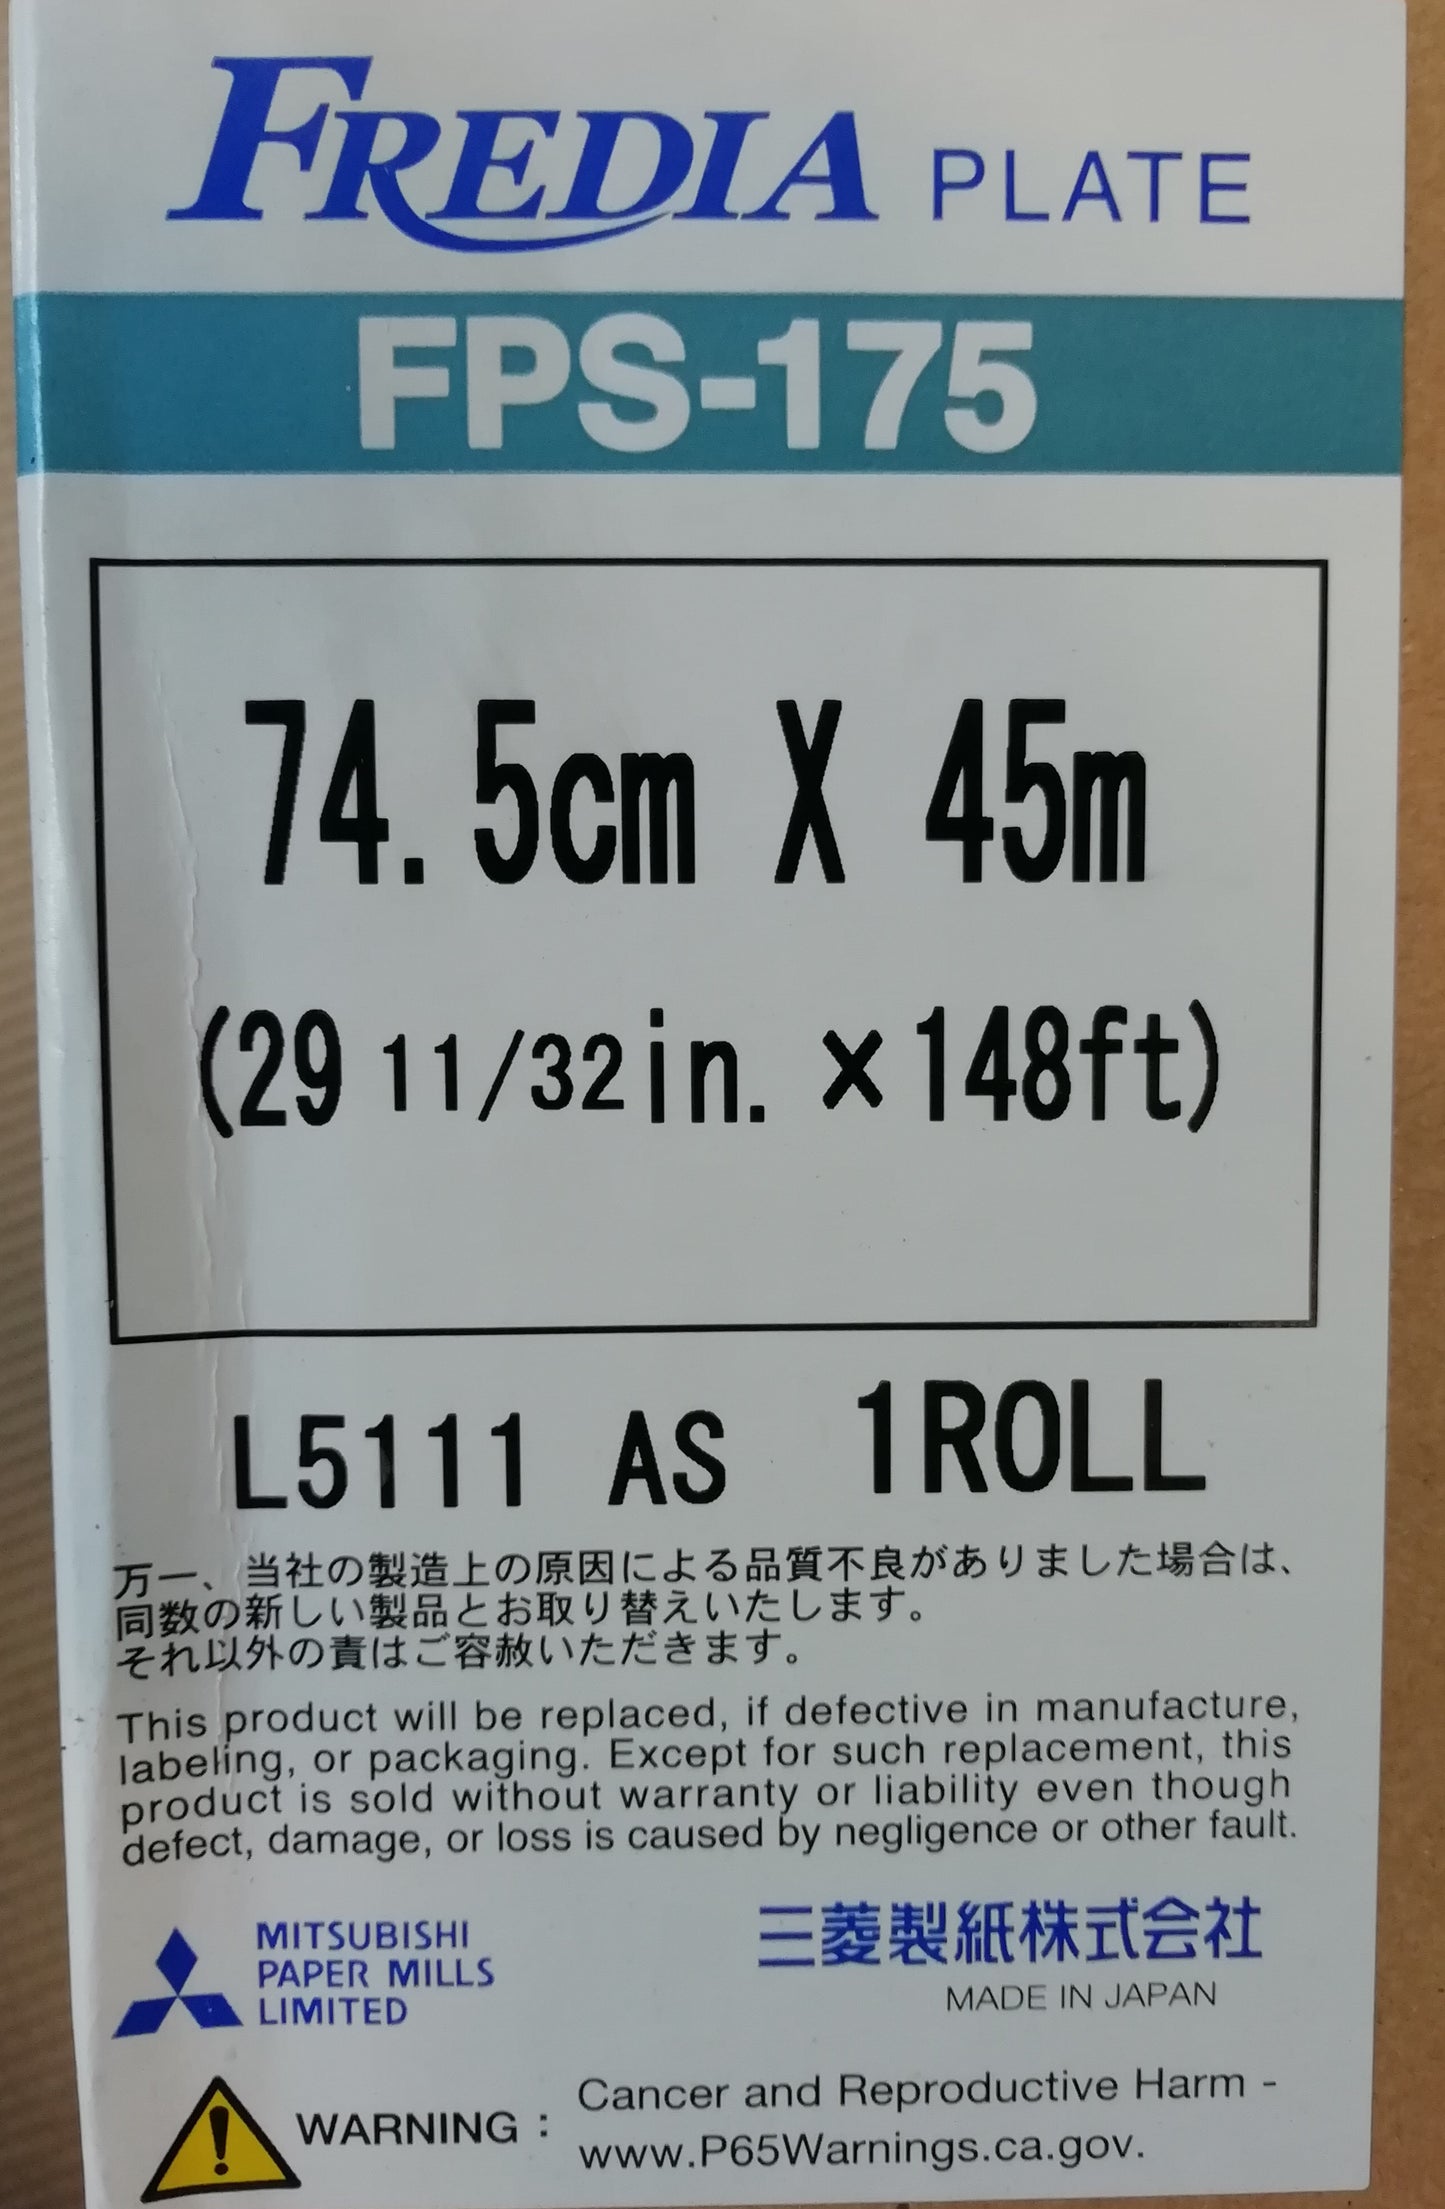 FREDIA PLATE
FPS-175
74.5cm X 45m
(29 11/32in. ×148ft)
L5111 AS 1ROLL
万一、当社の製造上の原因による品質不良がありました場合は、
同数の新しい製品とお取り替えいたします。
それ以外の責はご容赦いただきます。
This product will be replaced, if defective in manufacture,
labeling, or packaging. Except for such replacement, this
product is sold without warranty or liability even though
defect, damage, or loss is caused by negligence or other fault.
MITSUBISHI
PAPER MILLS
LIMITED
三菱製紙株式会社
MADE IN JAPAN
WARNING :
Cancer and Reproductive Harm -
www.P65Warnings.ca.gov.